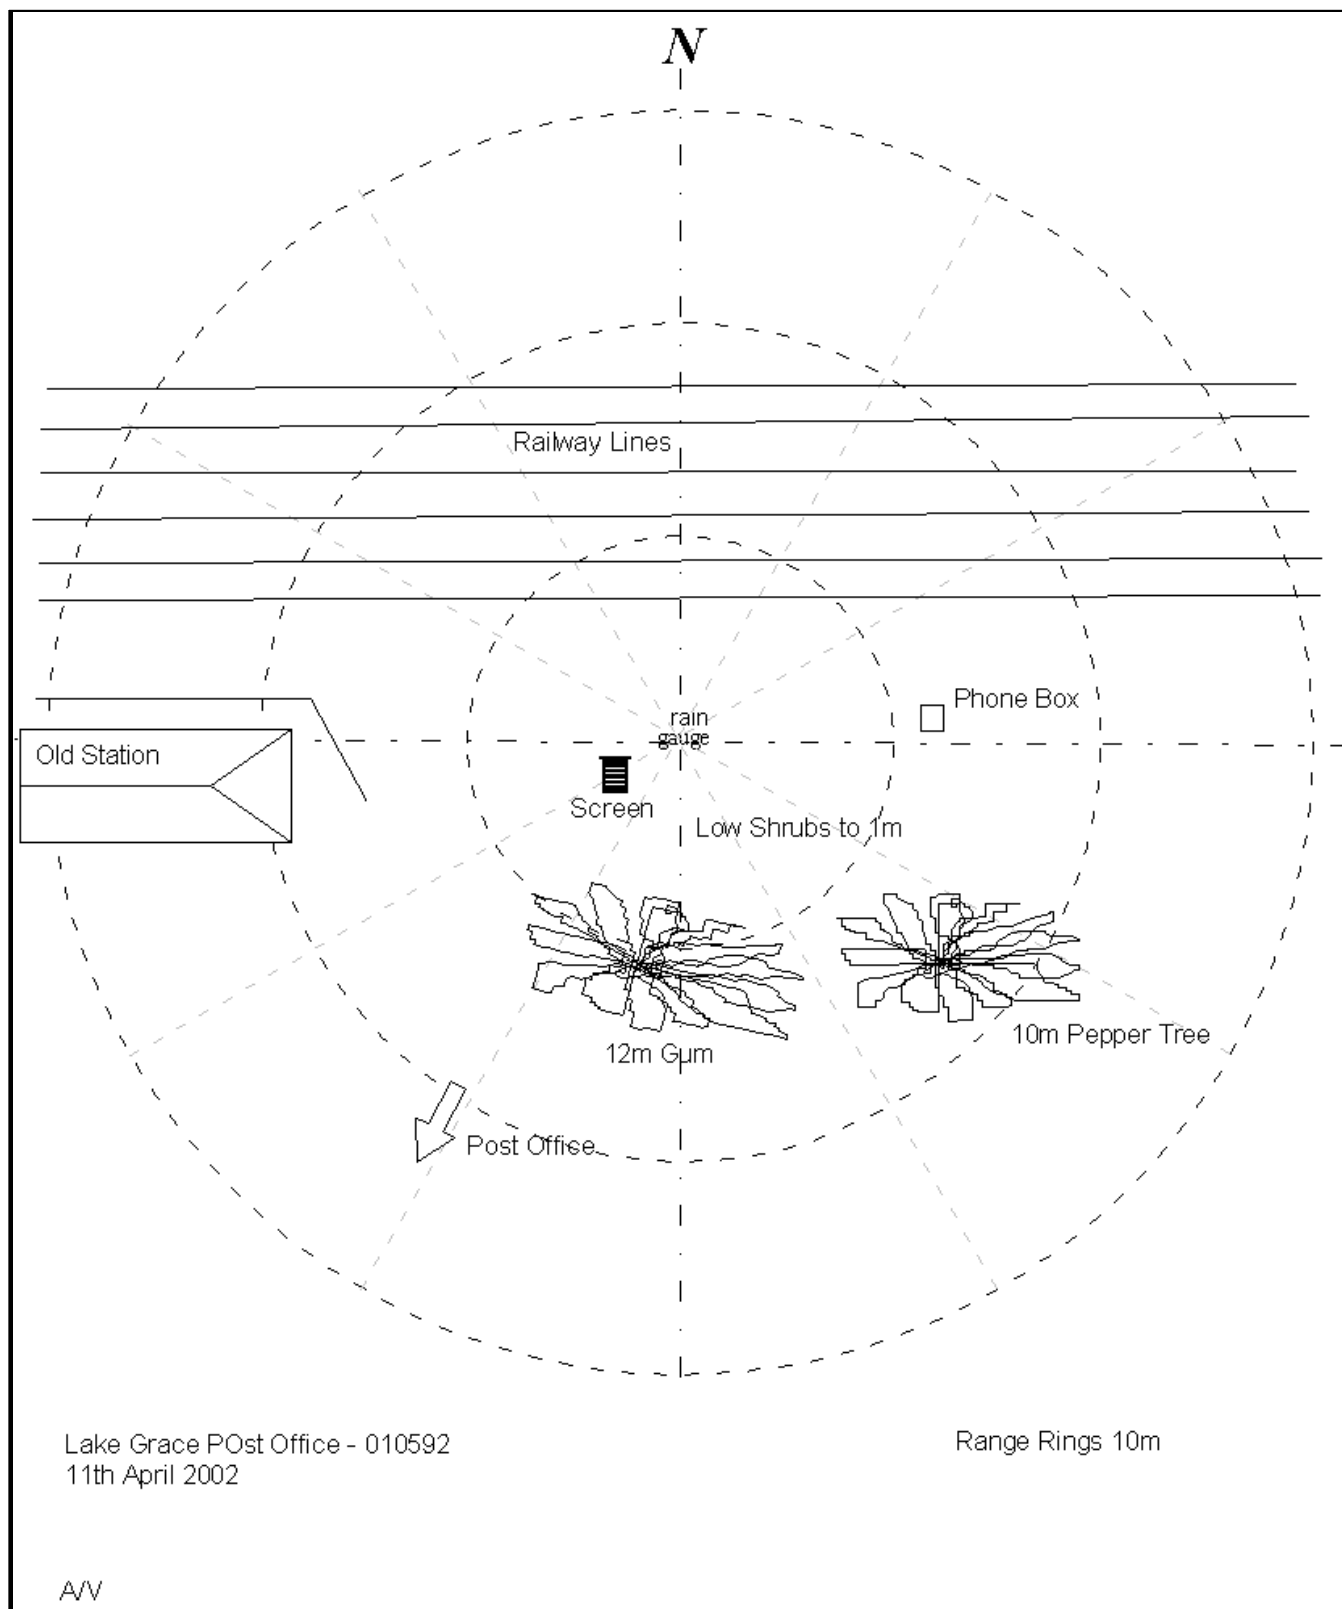 N
Railway Lines
Phone Box
rain
gauge
Old Station
Screen
Low Shrubs to 1m
12m Gum
10m Pepper Tree
Post Office
Lake Grace POst Office - 010592
11th April 2002
Range Rings 10m
A/V